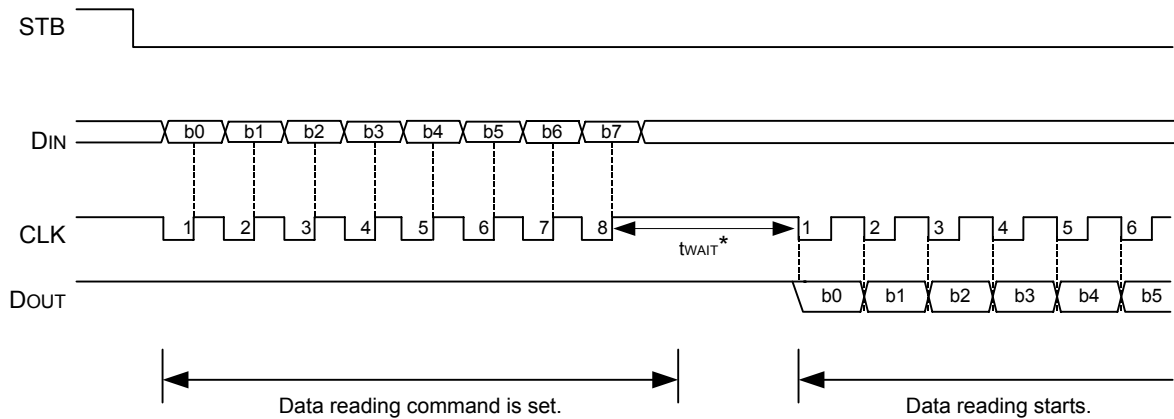 STB
DIN
b0 b1 b2 b3 b4 b5 b6 b7
CLK
1 2 3 4 5 6 7 8 1 2 3 4 5 6
tWAIT*
DOUT
b0 b1 b2 b3 b4 b5
Data reading command is set.
Data reading starts.